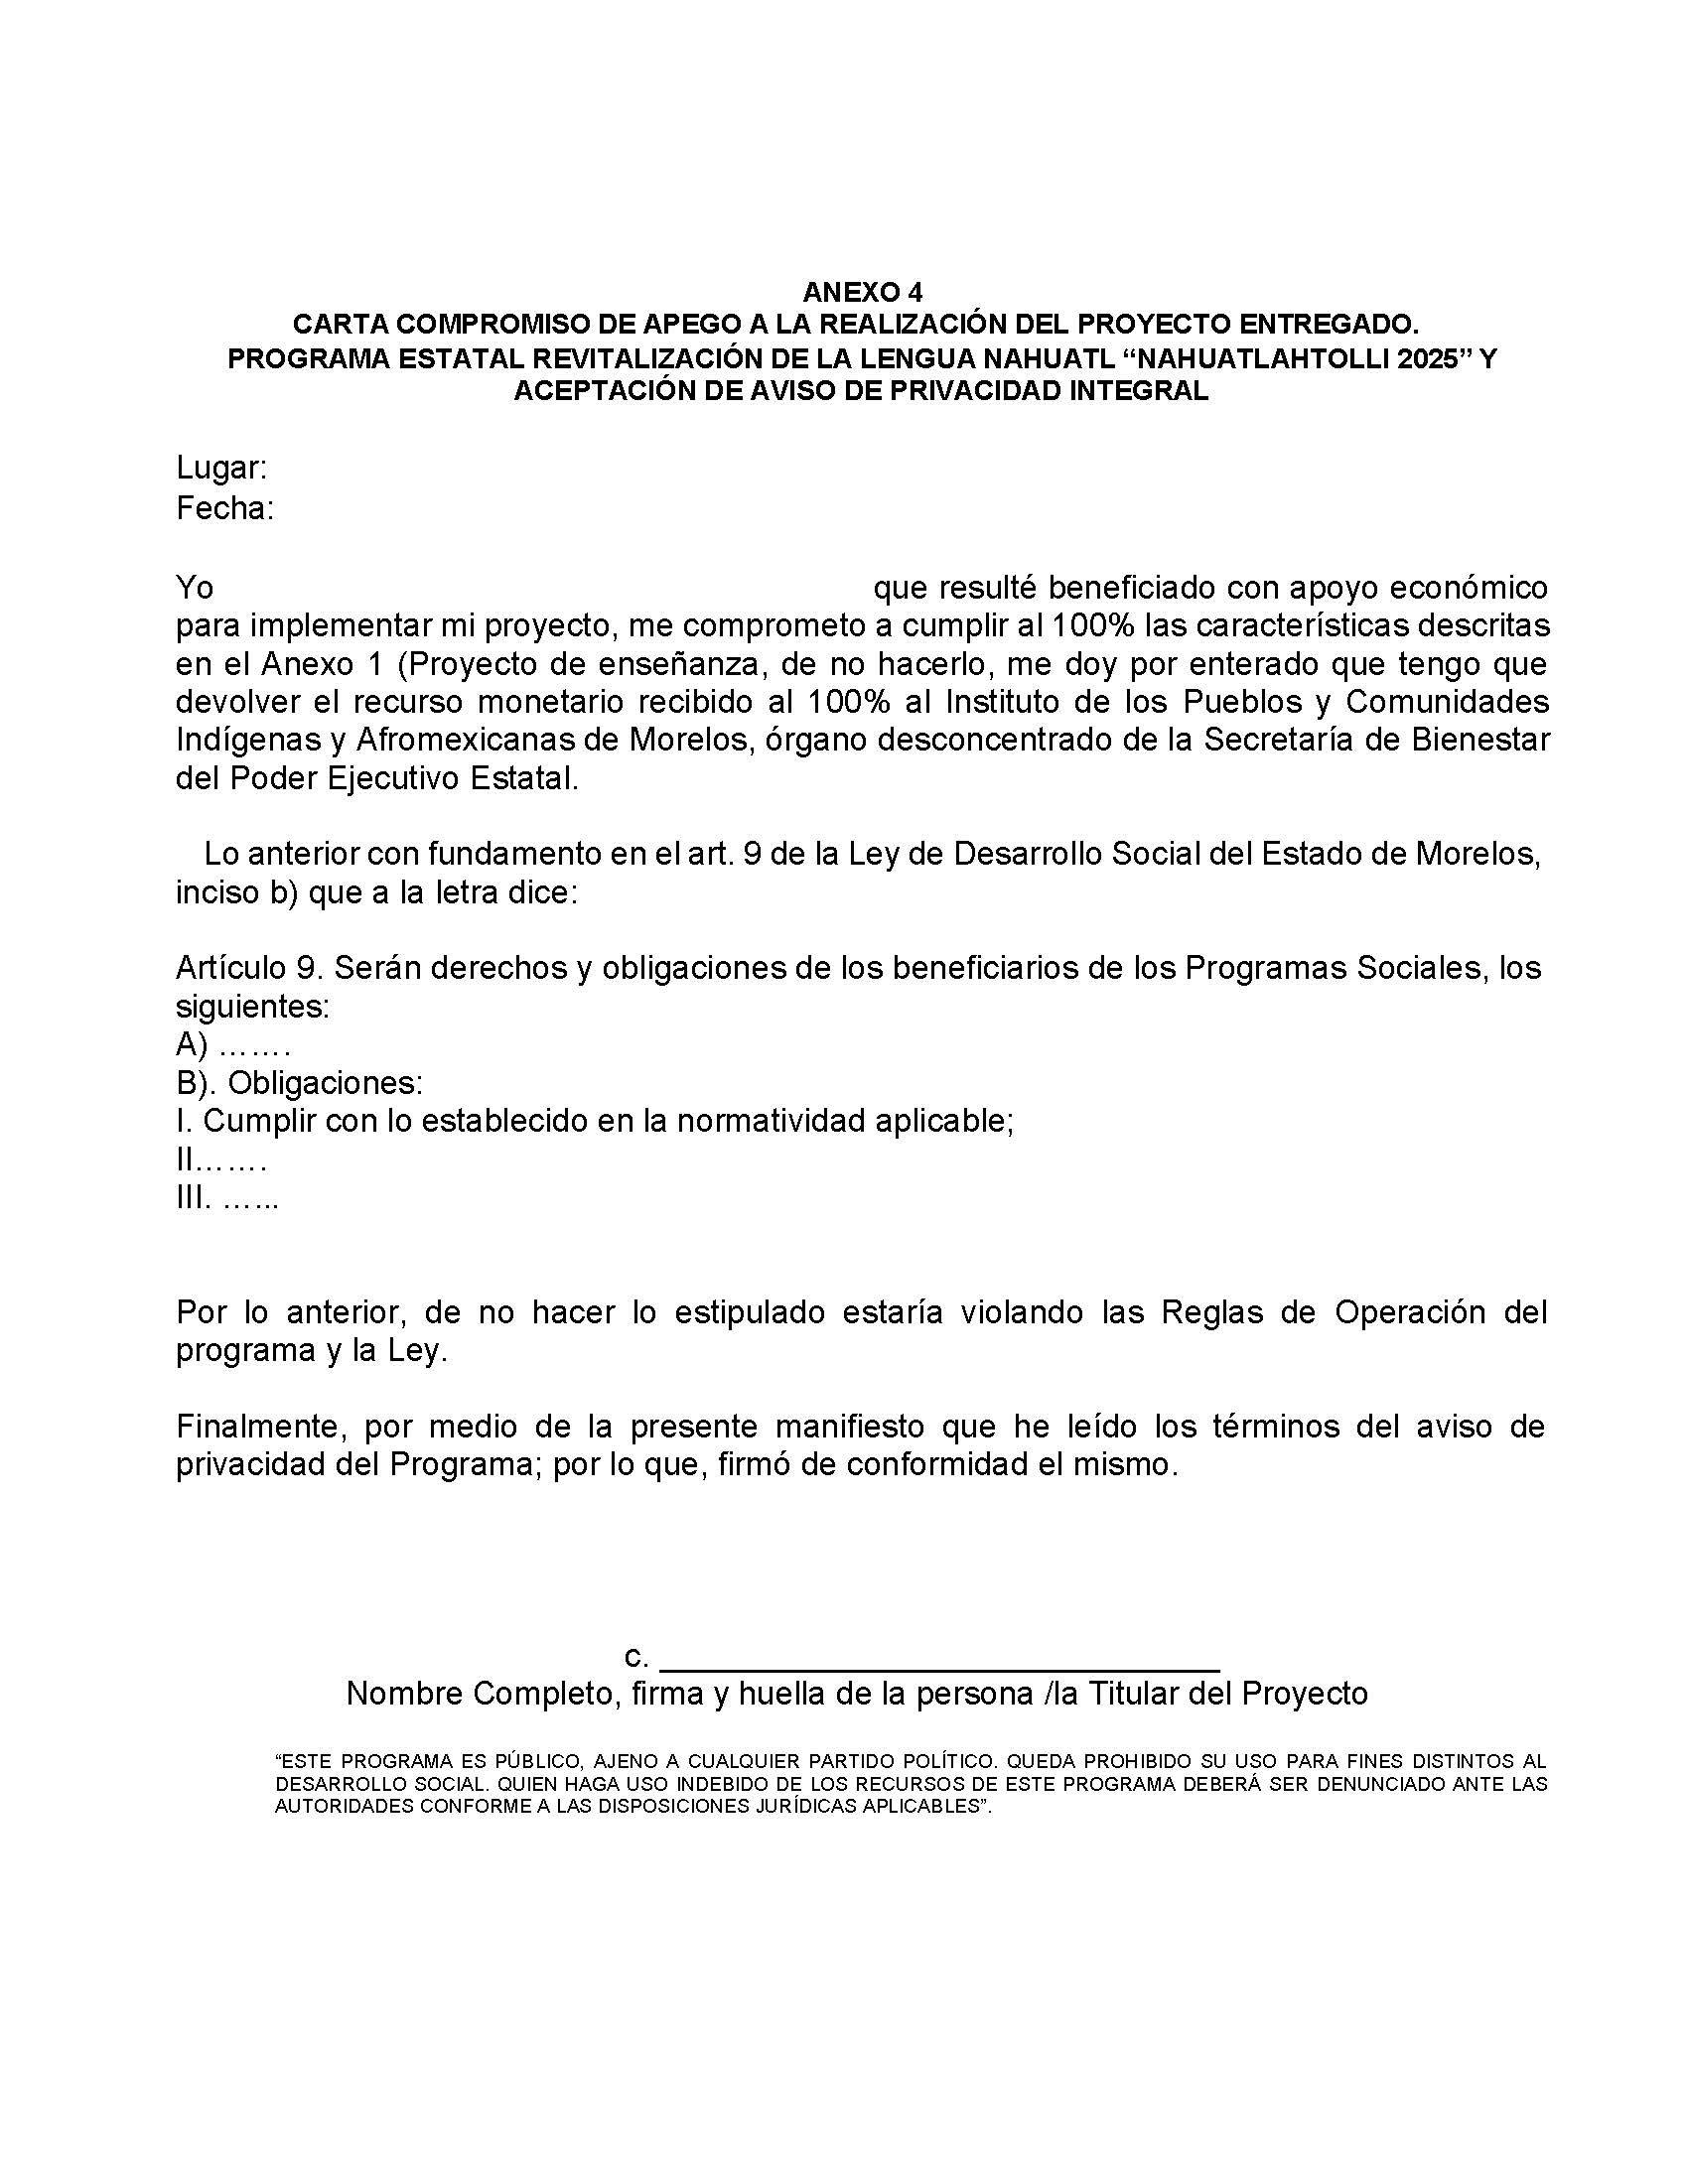 ANEXO 4
CARTA COMPROMISO DE APEGO A LA REALIZACIÓN DEL PROYECTO ENTREGADO.
PROGRAMA ESTATAL REVITALIZACIÓN DE LA LENGUA NAHUATL “NAHUATLAHTOLLI 2025” Y
ACEPTACIÓN DE AVISO DE PRIVACIDAD INTEGRAL
Lugar:
Fecha:
Yo que resulté beneficiado con apoyo económico
para implementar mi proyecto, me comprometo a cumplir al 100% las características descritas
en el Anexo 1 (Proyecto de enseñanza, de no hacerlo, me doy por enterado que tengo que
devolver el recurso monetario recibido al 100% al Instituto de los Pueblos y Comunidades
Indígenas y Afromexicanas de Morelos, órgano desconcentrado de la Secretaría de Bienestar
del Poder Ejecutivo Estatal.
Lo anterior con fundamento en el art. 9 de la Ley de Desarrollo Social del Estado de Morelos,
inciso b) que a la letra dice:
Artículo 9. Serán derechos y obligaciones de los beneficiarios de los Programas Sociales, los
siguientes:
A) …….
B). Obligaciones:
I. Cumplir con lo establecido en la normatividad aplicable;
II…….
III. …...
Por lo anterior, de no hacer lo estipulado estaría violando las Reglas de Operación del
programa y la Ley.
Finalmente, por medio de la presente manifiesto que he leído los términos del aviso de
privacidad del Programa; por lo que, firmó de conformidad el mismo.
c. ______________________________
Nombre Completo, firma y huella de la persona /la Titular del Proyecto
“ESTE PROGRAMA ES PÚBLICO, AJENO A CUALQUIER PARTIDO POLÍTICO. QUEDA PROHIBIDO SU USO PARA FINES DISTINTOS AL
DESARROLLO SOCIAL. QUIEN HAGA USO INDEBIDO DE LOS RECURSOS DE ESTE PROGRAMA DEBERÁ SER DENUNCIADO ANTE LAS
AUTORIDADES CONFORME A LAS DISPOSICIONES JURÍDICAS APLICABLES”.